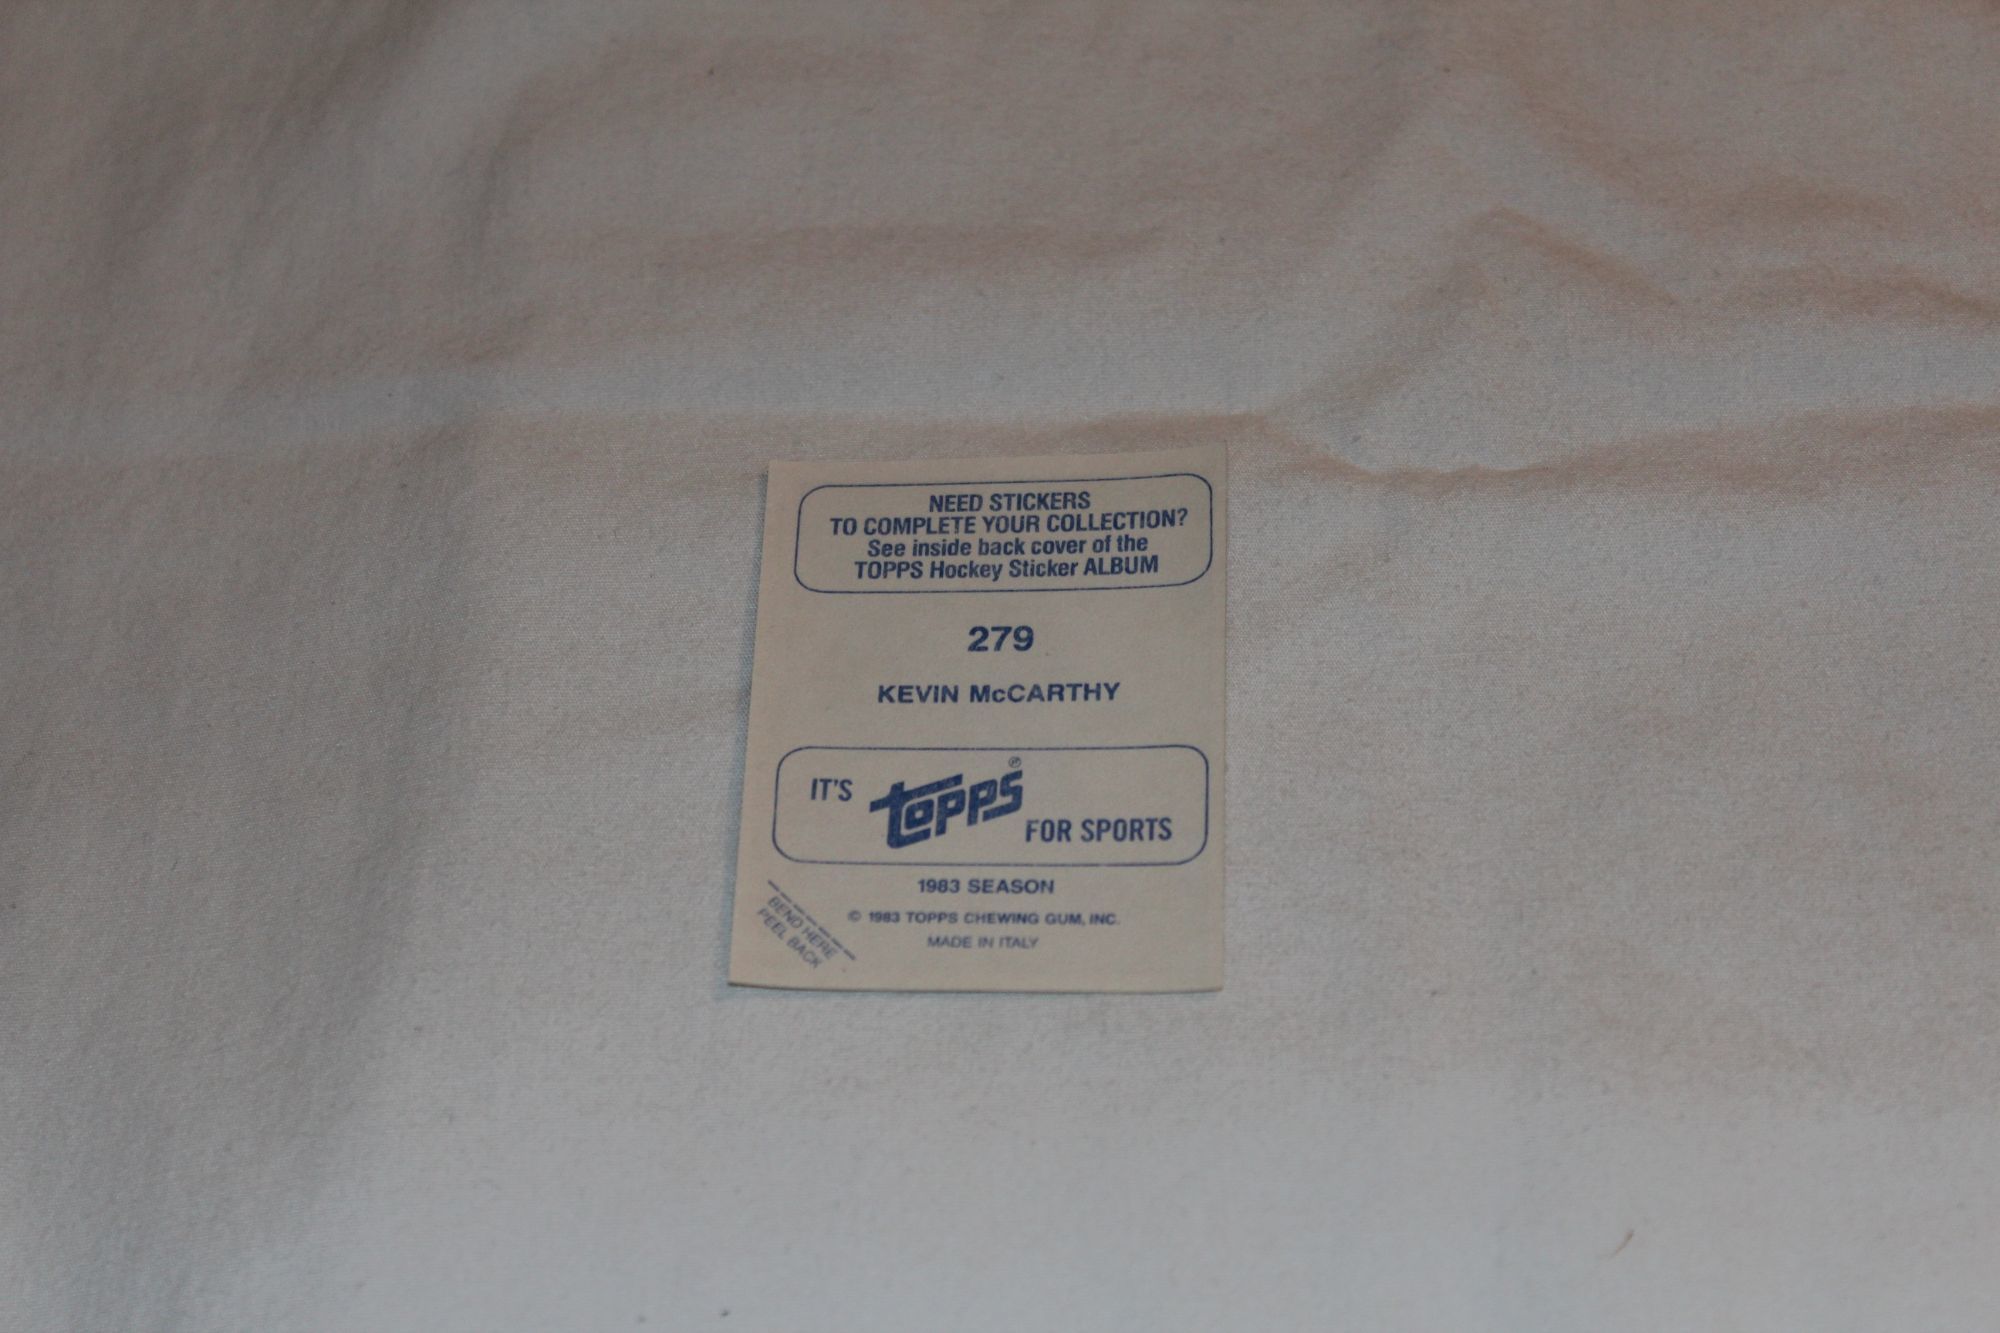 NEED STICKERS
TO COMPLETE YOUR COLLECTION?
See inside back cover of the
TOPPS Hockey Sticker ALBUM
279
KEVIN McCARTHY
IT'S topps® FOR SPORTS
1983 SEASON
© 1983 TOPPS CHEWING GUM, INC.
MADE IN ITALY
BEND HERE
PEEL BACK